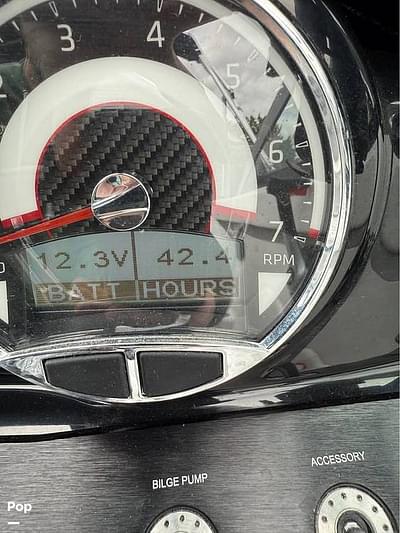 3 4 5 6 7
RPM
12.3V 42.4
BATT HOURS
ACCESSORY
BILGE PUMP
Pop